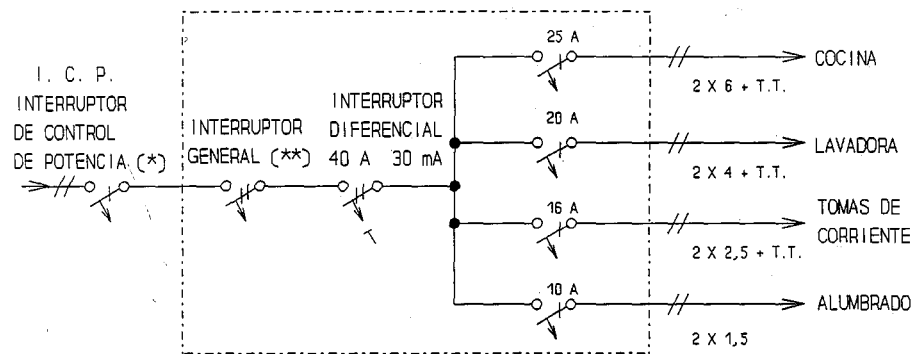 I. C. P.
INTERRUPTOR
DE CONTROL
DE POTENCIA (*)
INTERRUPTOR
GENERAL (**)
INTERRUPTOR
DIFERENCIAL
40 A 30 mA
T
25 A
COCINA
2 X 6 + T.T.
20 A
LAVADORA
2 X 4 + T.T.
16 A
TOMAS DE
CORRIENTE
2 X 2,5 + T.T.
10 A
ALUMBRADO
2 X 1,5